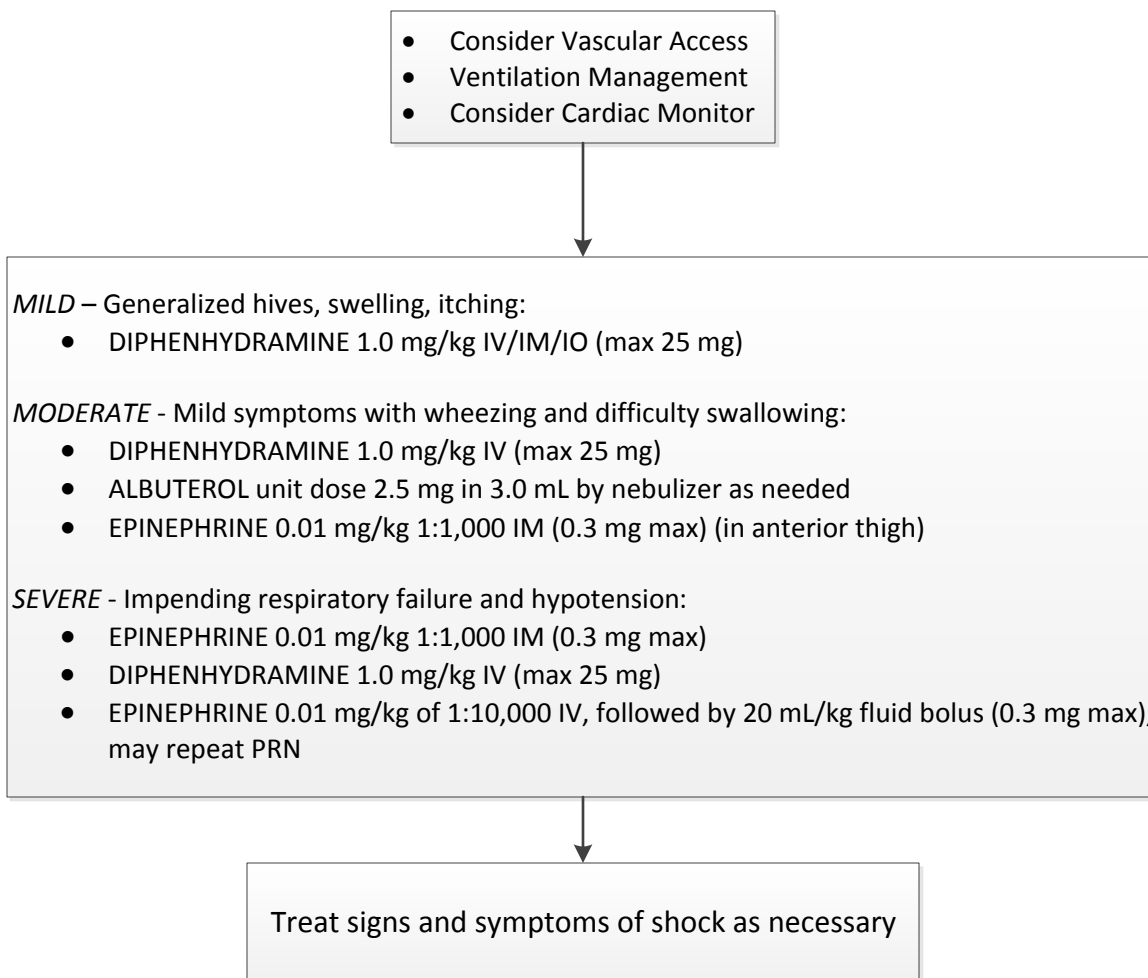 • Consider Vascular Access
• Ventilation Management
• Consider Cardiac Monitor
MILD – Generalized hives, swelling, itching:
• DIPHENHYDRAMINE 1.0 mg/kg IV/IM/IO (max 25 mg)
MODERATE - Mild symptoms with wheezing and difficulty swallowing:
• DIPHENHYDRAMINE 1.0 mg/kg IV (max 25 mg)
• ALBUTEROL unit dose 2.5 mg in 3.0 mL by nebulizer as needed
• EPINEPHRINE 0.01 mg/kg 1:1,000 IM (0.3 mg max) (in anterior thigh)
SEVERE - Impending respiratory failure and hypotension:
• EPINEPHRINE 0.01 mg/kg 1:1,000 IM (0.3 mg max)
• DIPHENHYDRAMINE 1.0 mg/kg IV (max 25 mg)
• EPINEPHRINE 0.01 mg/kg of 1:10,000 IV, followed by 20 mL/kg fluid bolus (0.3 mg max),
may repeat PRN
Treat signs and symptoms of shock as necessary